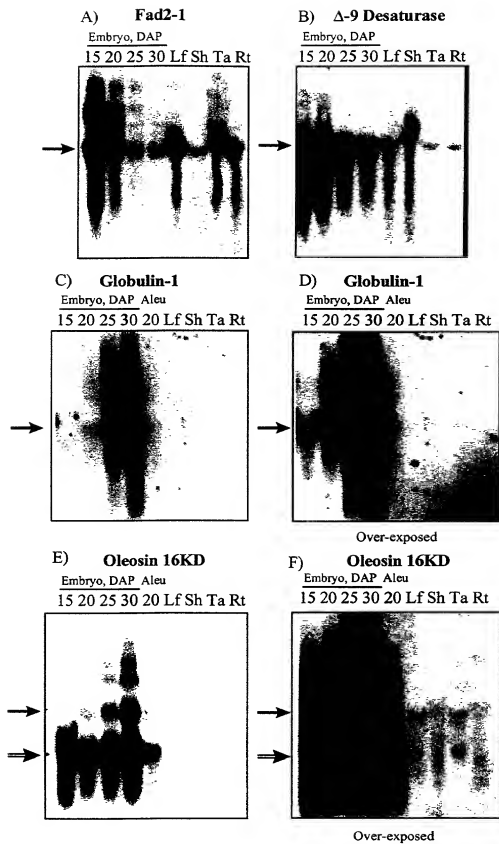 A) Fad2-1
Embryo, DAP
15 20 25 30 Lf Sh Ta Rt
B) Δ-9 Desaturase
Embryo, DAP
15 20 25 30 Lf Sh Ta Rt
C) Globulin-1
Embryo, DAP Aleu
15 20 25 30 20 Lf Sh Ta Rt
D) Globulin-1
Embryo, DAP Aleu
15 20 25 30 20 Lf Sh Ta Rt
Over-exposed
E) Oleosin 16KD
Embryo, DAP Aleu
15 20 25 30 20 Lf Sh Ta Rt
F) Oleosin 16KD
Embryo, DAP Aleu
15 20 25 30 20 Lf Sh Ta Rt
Over-exposed